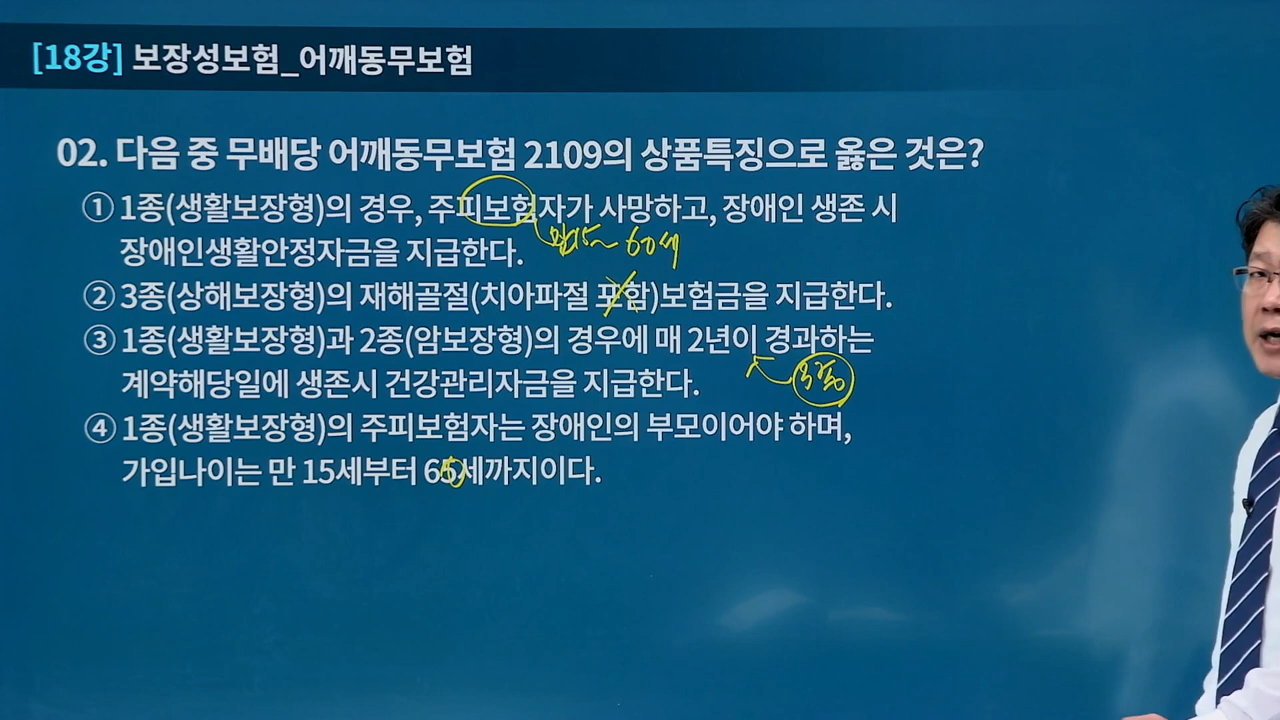 [18강] 보장성보험_어깨동무보험
02. 다음 중 무배당 어깨동무보험 2109의 상품특징으로 옳은 것은?
① 1종(생활보장형)의 경우, 주피보험자가 사망하고, 장애인 생존 시
장애인생활안정자금을 지급한다.
만15~60세
② 3종(상해보장형)의 재해골절(치아파절 포함)보험금을 지급한다.
③ 1종(생활보장형)과 2종(암보장형)의 경우에 매 2년이 경과하는
계약해당일에 생존시 건강관리자금을 지급한다.
3종
④ 1종(생활보장형)의 주피보험자는 장애인의 부모이어야 하며,
가입나이는 만 15세부터 65세까지이다.